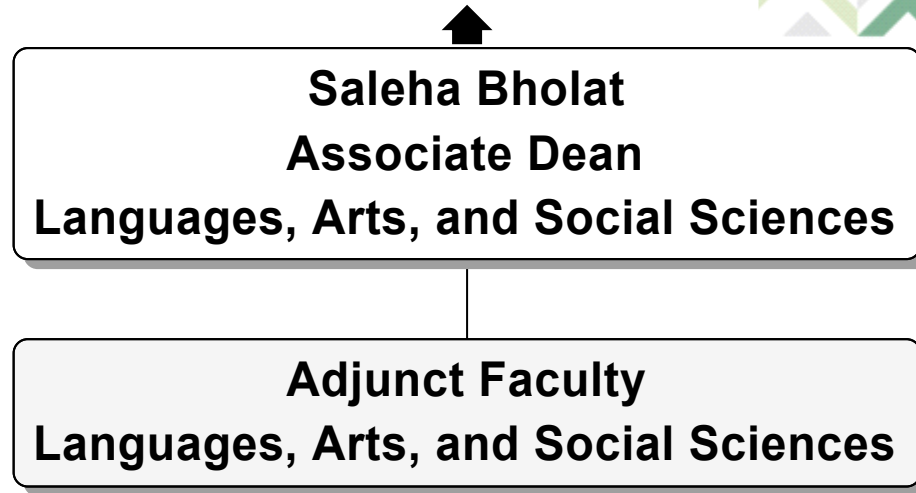 Saleha Bholat
Associate Dean
Languages, Arts, and Social Sciences
Adjunct Faculty
Languages, Arts, and Social Sciences